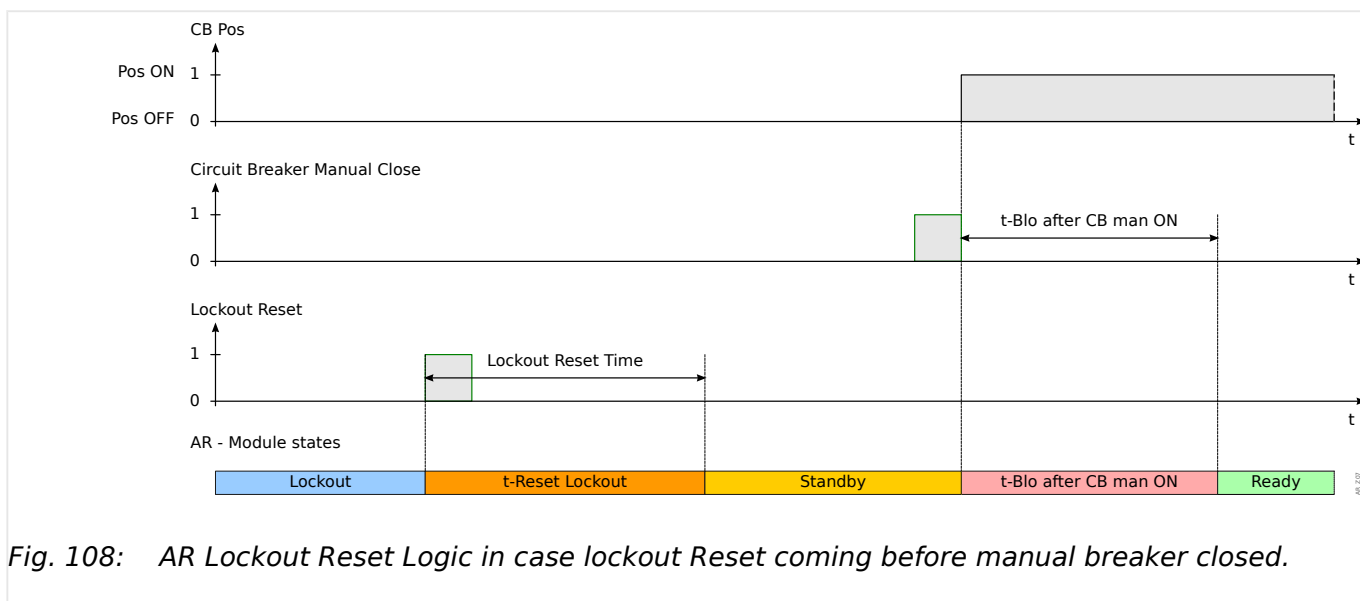 CB Pos
Pos ON 1
Pos OFF 0
t
Circuit Breaker Manual Close
1
t-Blo after CB man ON
0
t
Lockout Reset
1
Lockout Reset Time
0
t
AR - Module states
Lockout t-Reset Lockout Standby t-Blo after CB man ON Ready
Fig. 108: AR Lockout Reset Logic in case lockout Reset coming before manual breaker closed.